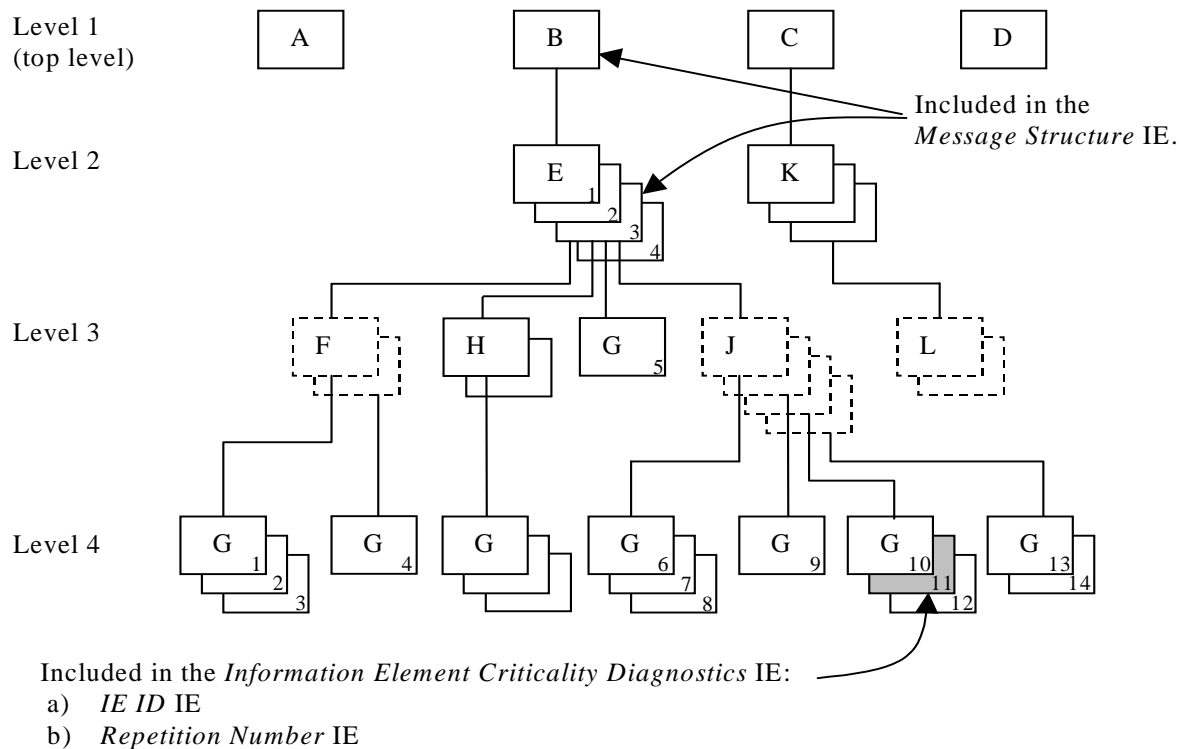 Level 1
(top level)
A
B
C
D
Included in the
Message Structure IE.
Level 2
E
1
2
3
4
K
Level 3
F
H
G
5
J
L
Level 4
G
1
2
3
G
4
G
G
6
7
8
G
9
G
10
11
12
G
13
14
Included in the Information Element Criticality Diagnostics IE:
a) IE ID IE
b) Repetition Number IE